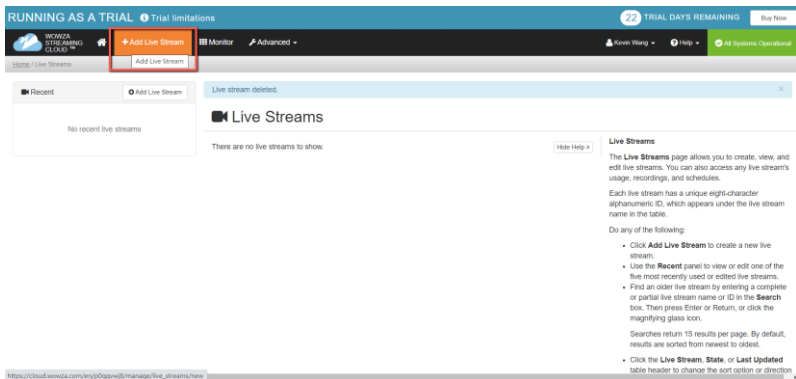 RUNNING AS A TRIAL Trial limitations
22 TRIAL DAYS REMAINING Buy Now
WOWZA
STREAMING
CLOUD ™
Add Live Stream Monitor Advanced
Kevin Wang Help All Systems Operational
Add Live Stream
Home / Live Streams
Recent Add Live Stream
No recent live streams
Live stream deleted.
Live Streams
There are no live streams to show.
Hide Help »
Live Streams
The Live Streams page allows you to create, view, and
edit live streams. You can also access any live stream's
usage, recordings, and schedules.
Each live stream has a unique eight-character
alphanumeric ID, which appears under the live stream
name in the table.
Do any of the following:
• Click Add Live Stream to create a new live
stream.
• Use the Recent panel to view or edit one of the
five most recently used or edited live streams.
• Find an older live stream by entering a complete
or partial live stream name or ID in the Search
box. Then press Enter or Return, or click the
magnifying glass icon.
Searches return 15 results per page. By default,
results are sorted from newest to oldest.
• Click the Live Stream, State, or Last Updated
table header to change the sort option or direction